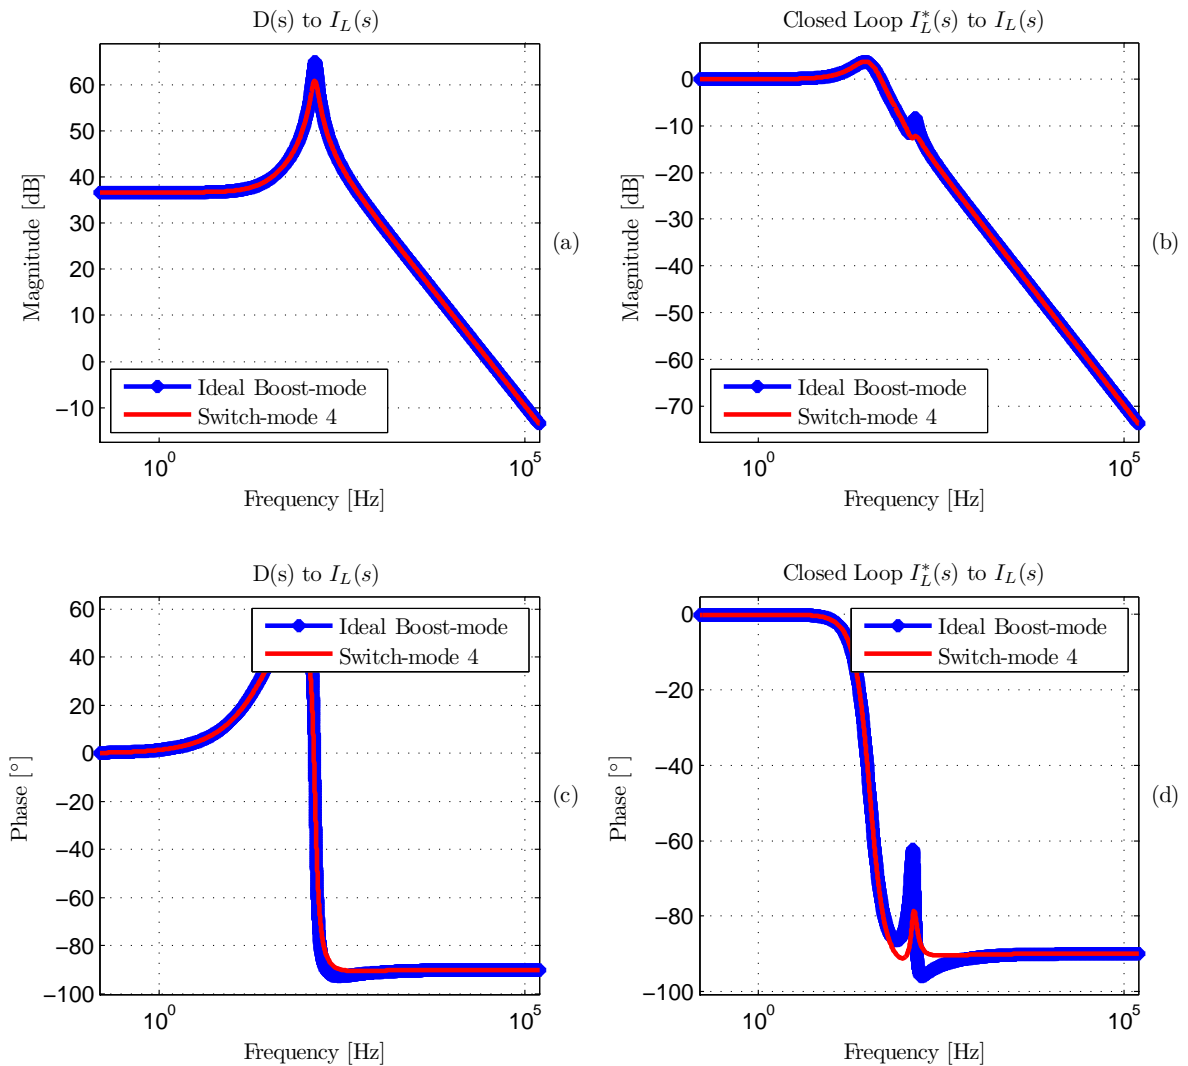 D(s) to I_L(s)
60
50
40
30
20
10
0
−10
Magnitude [dB]
Ideal Boost-mode
Switch-mode 4
10^0
10^5
Frequency [Hz]
(a)
Closed Loop I_L^*(s) to I_L(s)
0
−10
−20
−30
−40
−50
−60
−70
Magnitude [dB]
Ideal Boost-mode
Switch-mode 4
10^0
10^5
Frequency [Hz]
(b)
D(s) to I_L(s)
60
40
20
0
−20
−40
−60
−80
−100
Phase [°]
Ideal Boost-mode
Switch-mode 4
10^0
10^5
Frequency [Hz]
(c)
Closed Loop I_L^*(s) to I_L(s)
0
−20
−40
−60
−80
−100
Phase [°]
Ideal Boost-mode
Switch-mode 4
10^0
10^5
Frequency [Hz]
(d)